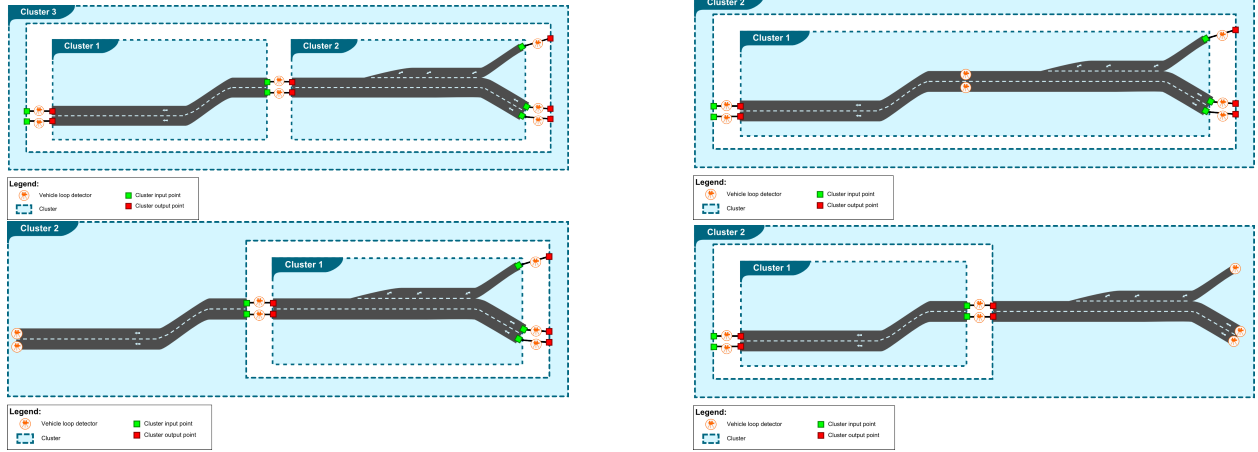 Cluster 3
Cluster 1
Cluster 2
Legend:
Vehicle loop detector
Cluster input point
Cluster
Cluster output point
Cluster 2
Cluster 1
Legend:
Vehicle loop detector
Cluster input point
Cluster
Cluster output point
Cluster 2
Cluster 1
Legend:
Vehicle loop detector
Cluster input point
Cluster
Cluster output point
Cluster 2
Cluster 1
Legend:
Vehicle loop detector
Cluster input point
Cluster
Cluster output point